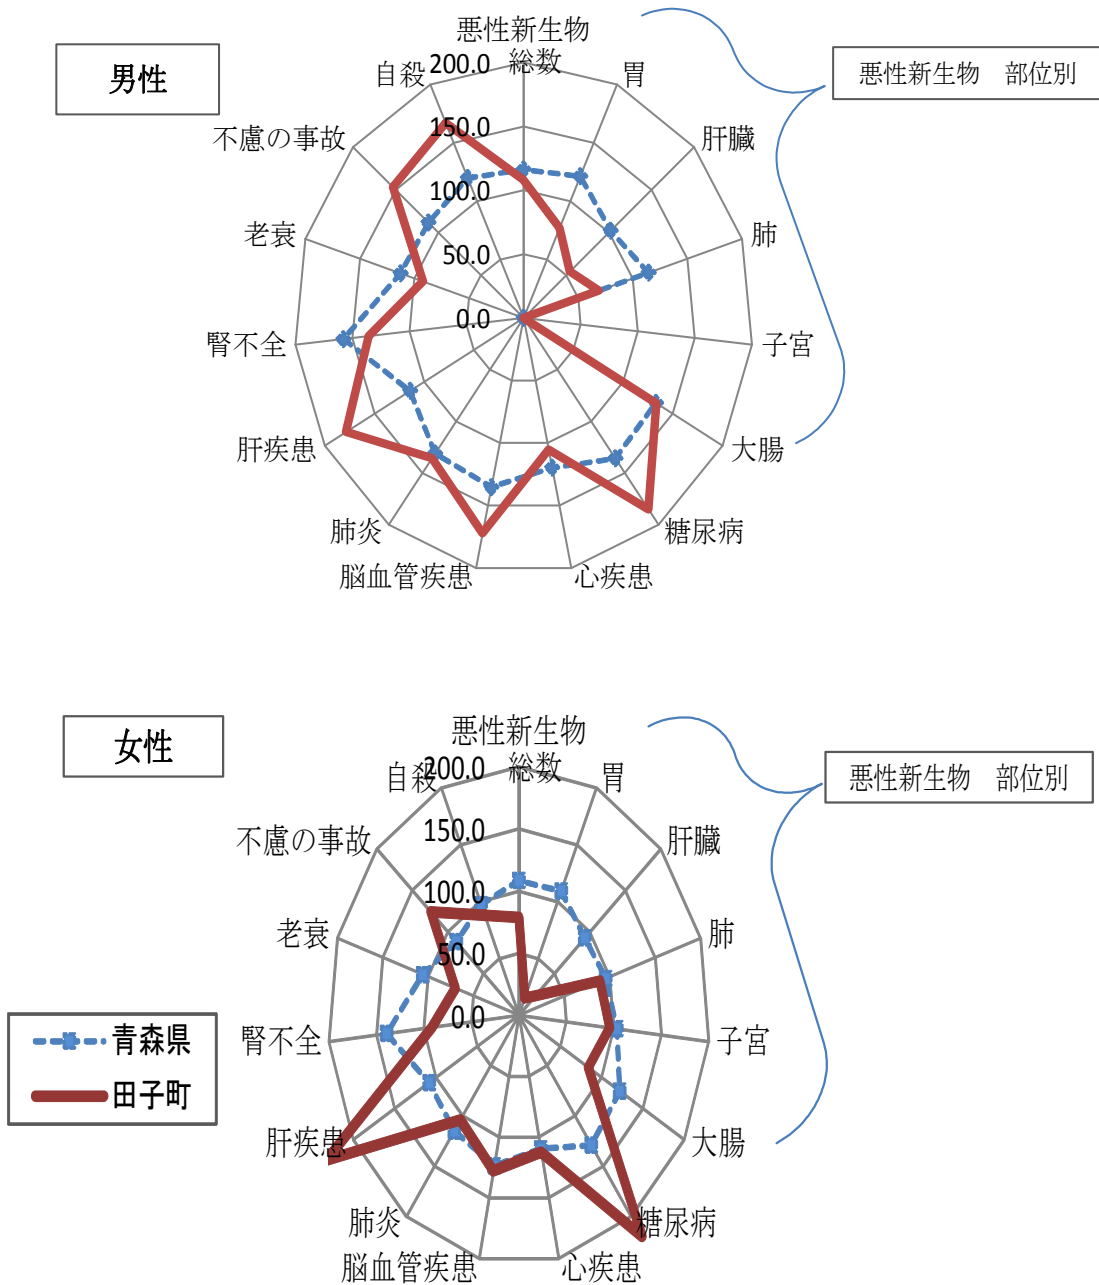 男性
悪性新生物
総数
胃
肝臓
肺
子宮
大腸
糖尿病
心疾患
脳血管疾患
肺炎
肝疾患
腎不全
老衰
不慮の事故
自殺
200.0
150.0
100.0
50.0
0.0
悪性新生物　部位別
女性
悪性新生物
総数
胃
肝臓
肺
子宮
大腸
糖尿病
心疾患
脳血管疾患
肺炎
肝疾患
腎不全
老衰
不慮の事故
自殺
200.0
150.0
100.0
50.0
0.0
悪性新生物　部位別
青森県
田子町